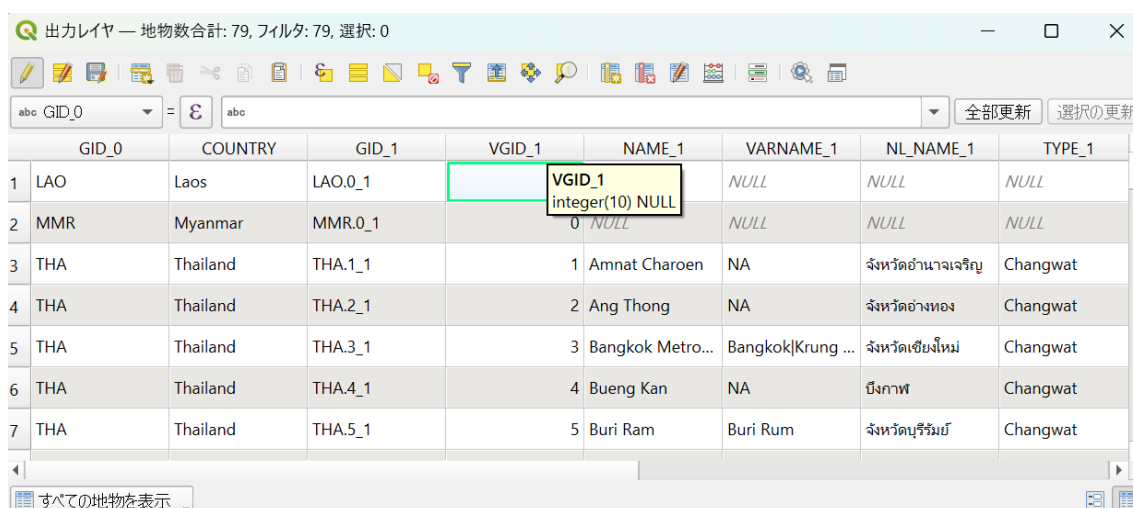 出力レイヤ — 地物数合計: 79, フィルタ: 79, 選択: 0
abc GID_0 = ε abc 全部更新 選択の更新
GID_0 COUNTRY GID_1 VGID_1 NAME_1 VARNAME_1 NL_NAME_1 TYPE_1
1 LAO Laos LAO.0_1 NULL NULL NULL
VGID_1
integer(10) NULL
2 MMR Myanmar MMR.0_1 0 NULL NULL NULL NULL
3 THA Thailand THA.1_1 1 Amnat Charoen NA จังหวัดอำนาจเจริญ Changwat
4 THA Thailand THA.2_1 2 Ang Thong NA จังหวัดอ่างทอง Changwat
5 THA Thailand THA.3_1 3 Bangkok Metro... Bangkok|Krung ... จังหวัดเชียงใหม่ Changwat
6 THA Thailand THA.4_1 4 Bueng Kan NA บึงกาฬ Changwat
7 THA Thailand THA.5_1 5 Buri Ram Buri Rum จังหวัดบุรีรัมย์ Changwat
すべての地物を表示